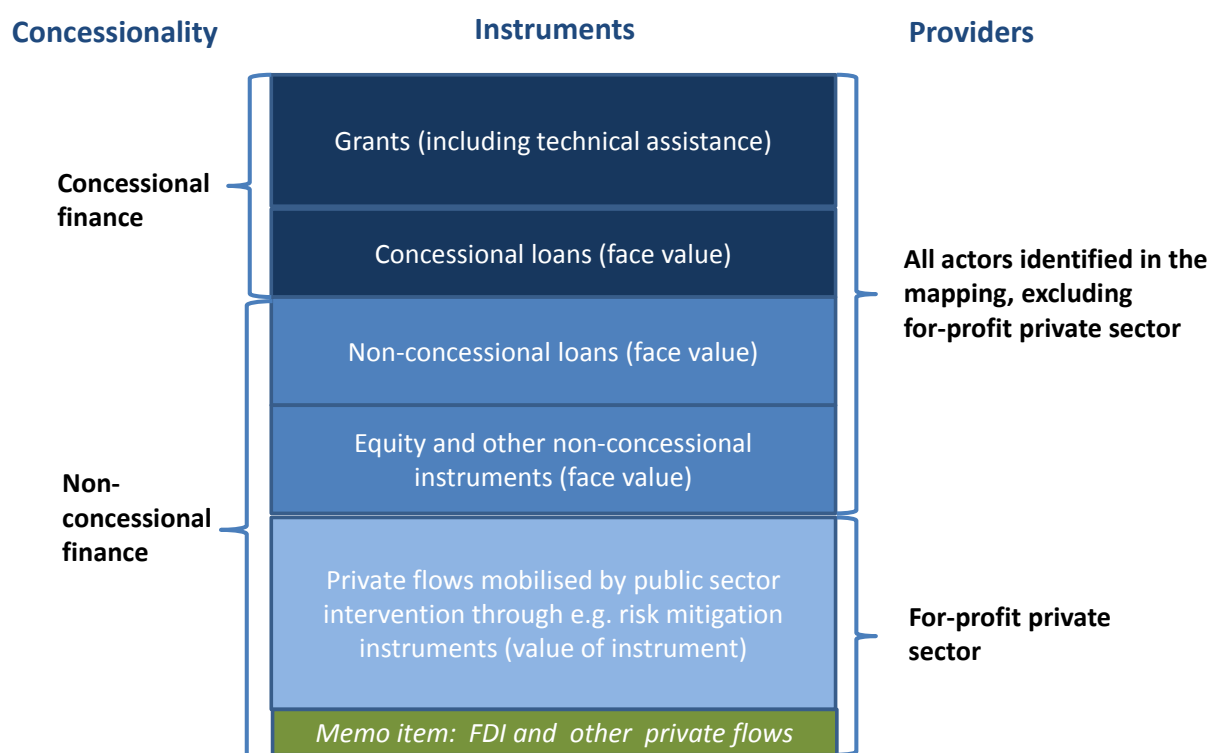 Concessionality
Instruments
Providers
Grants (including technical assistance)
Concessional
finance
Concessional loans (face value)
All actors identified in the
mapping, excluding
for-profit private sector
Non-concessional loans (face value)
Equity and other non-concessional
instruments (face value)
Non-
concessional
finance
Private flows mobilised by public sector
intervention through e.g. risk mitigation
instruments (value of instrument)
For-profit private
sector
Memo item: FDI and other private flows